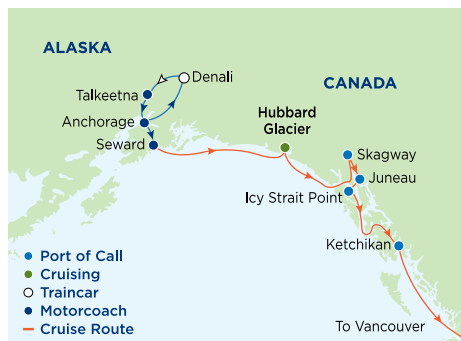 ALASKA
Denali
Talkeetna
CANADA
Anchorage
Hubbard
Glacier
Seward
Skagway
Juneau
Icy Strait Point
Ketchikan
Port of Call
Cruising
Traincar
Motorcoach
Cruise Route
To Vancouver